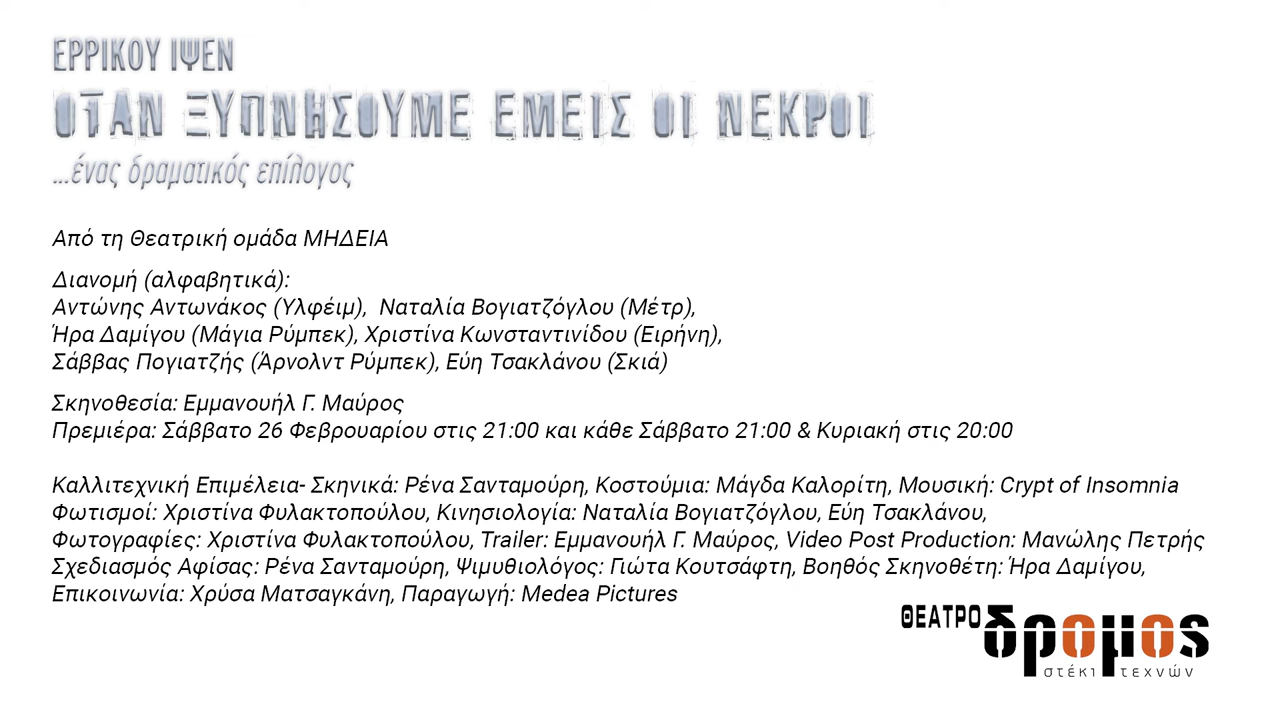 ΕΡΡΙΚΟΥ ΙΨΕΝ
ΟΤΑΝ ΞΥΠΝΗΣΟΥΜΕ ΕΜΕΙΣ ΟΙ ΝΕΚΡΟΙ
...ένας δραματικός επίλογος
Από τη Θεατρική ομάδα ΜΗΔΕΙΑ
Διανομή (αλφαβητικά):
Αντώνης Αντωνάκος (Υλφέιμ), Ναταλία Βογιατζόγλου (Μέτρ),
Ήρα Δαμίγου (Μάγια Ρύμπεκ), Χριστίνα Κωνσταντινίδου (Ειρήνη),
Σάββας Πογιατζής (Άρνολντ Ρύμπεκ), Εύη Τσακλάνου (Σκιά)
Σκηνοθεσία: Εμμανουήλ Γ. Μαύρος
Πρεμιέρα: Σάββατο 26 Φεβρουαρίου στις 21:00 και κάθε Σάββατο 21:00 & Κυριακή στις 20:00
Καλλιτεχνική Επιμέλεια- Σκηνικά: Ρένα Σανταμούρη, Κοστούμια: Μάγδα Καλορίτη, Μουσική: Crypt of Insomnia
Φωτισμοί: Χριστίνα Φυλακτοπούλου, Κινησιολογία: Ναταλία Βογιατζόγλου, Εύη Τσακλάνου,
Φωτογραφίες: Χριστίνα Φυλακτοπούλου, Trailer: Εμμανουήλ Γ. Μαύρος, Video Post Production: Μανώλης Πετρής
Σχεδιασμός Αφίσας: Ρένα Σανταμούρη, Ψιμυθιολόγος: Γιώτα Κουτσάφτη, Βοηθός Σκηνοθέτη: Ήρα Δαμίγου,
Επικοινωνία: Χρύσα Ματσαγκάνη, Παραγωγή: Medea Pictures
ΘΕΑΤΡΟ
δρομος
στέκι τεχνών